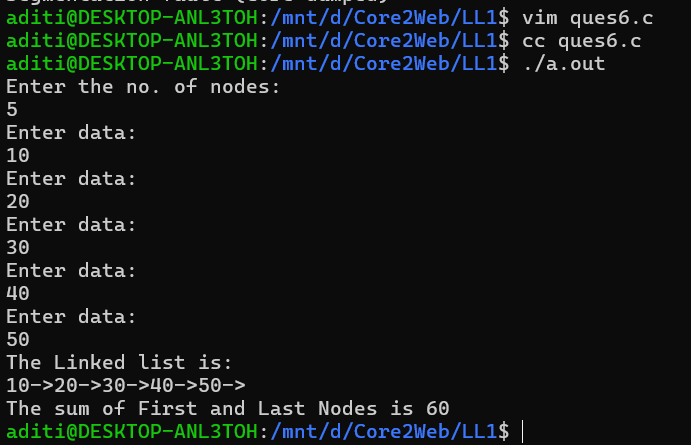 aditi@DESKTOP-ANL3TOH:/mnt/d/Core2Web/LL1$ vim ques6.c
aditi@DESKTOP-ANL3TOH:/mnt/d/Core2Web/LL1$ cc ques6.c
aditi@DESKTOP-ANL3TOH:/mnt/d/Core2Web/LL1$ ./a.out
Enter the no. of nodes:
5
Enter data:
10
Enter data:
20
Enter data:
30
Enter data:
40
Enter data:
50
The Linked list is:
10->20->30->40->50->
The sum of First and Last Nodes is 60
aditi@DESKTOP-ANL3TOH:/mnt/d/Core2Web/LL1$